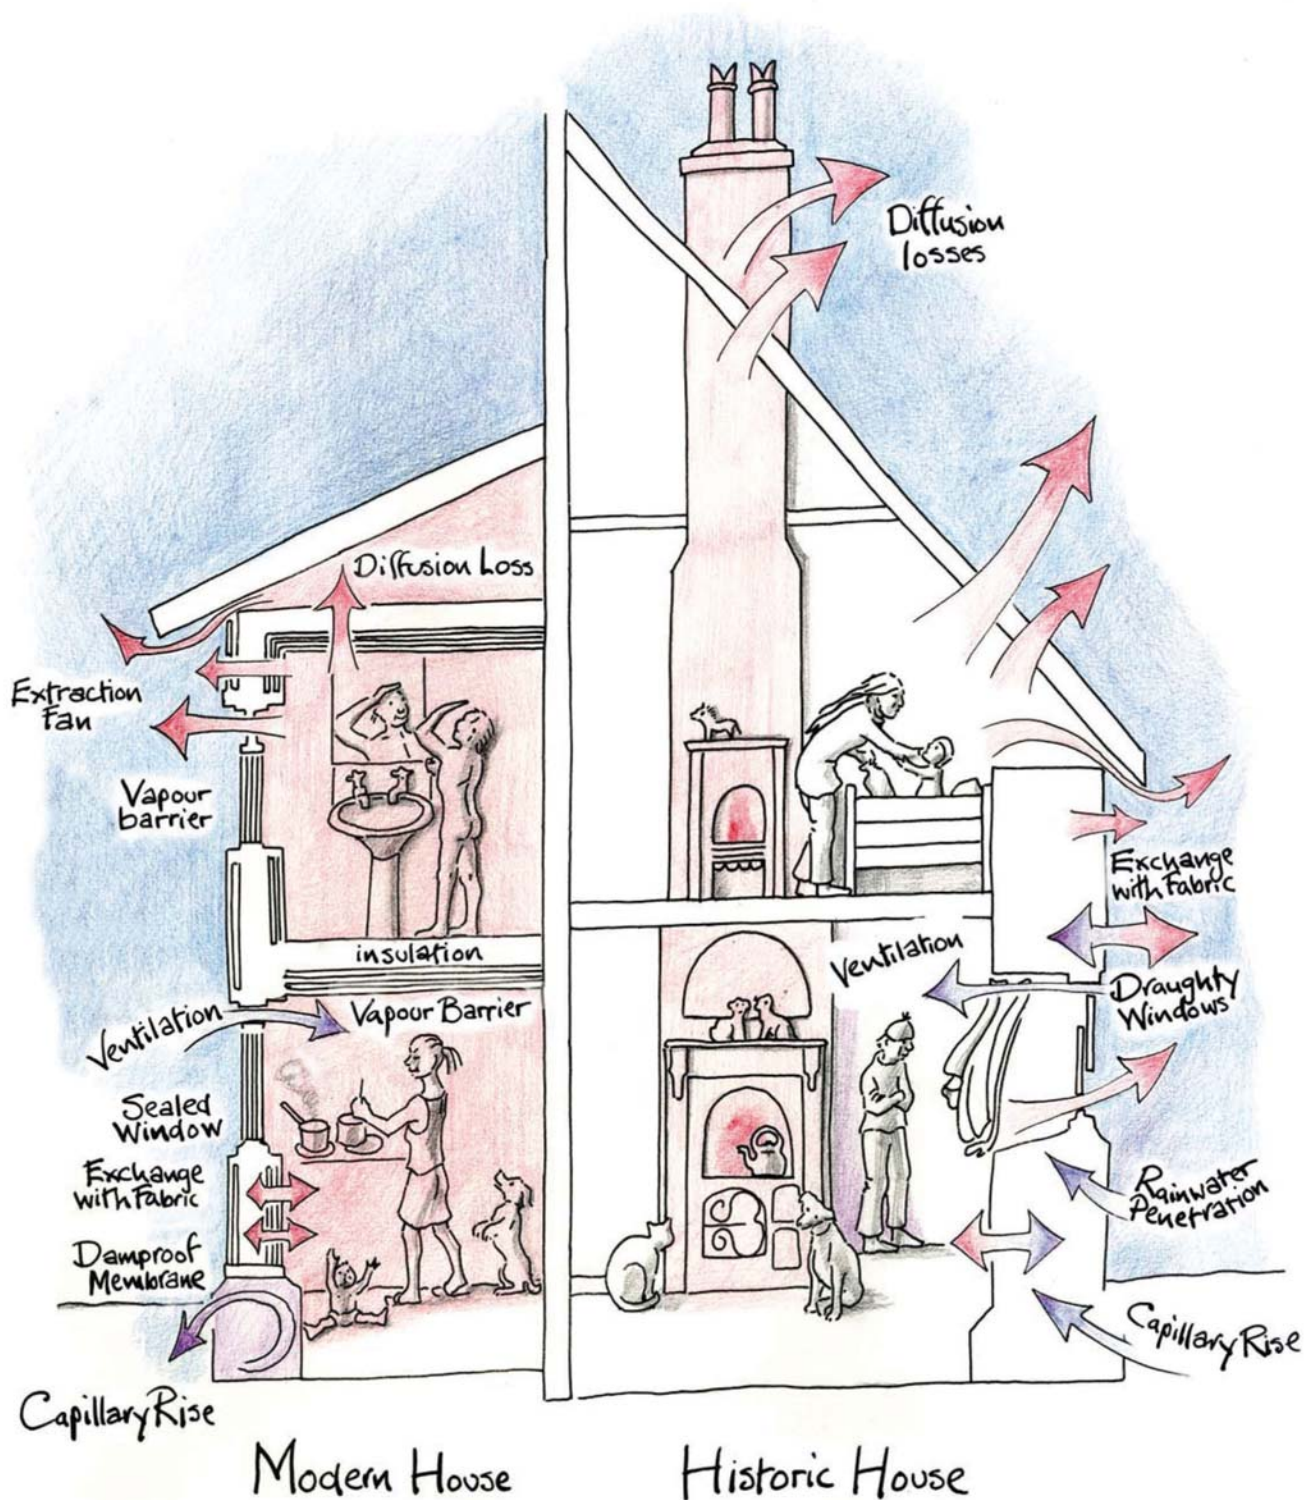 Diffusion
losses
Diffusion Loss
Extraction
Fan
Vapour
barrier
insulation
Ventilation
Vapour Barrier
Sealed
Window
Exchange
with Fabric
Damproof
Membrane
Capillary Rise
Exchange
with Fabric
Ventilation
Draughty
Windows
Rainwater
Penetration
Capillary Rise
Modern House
Historic House